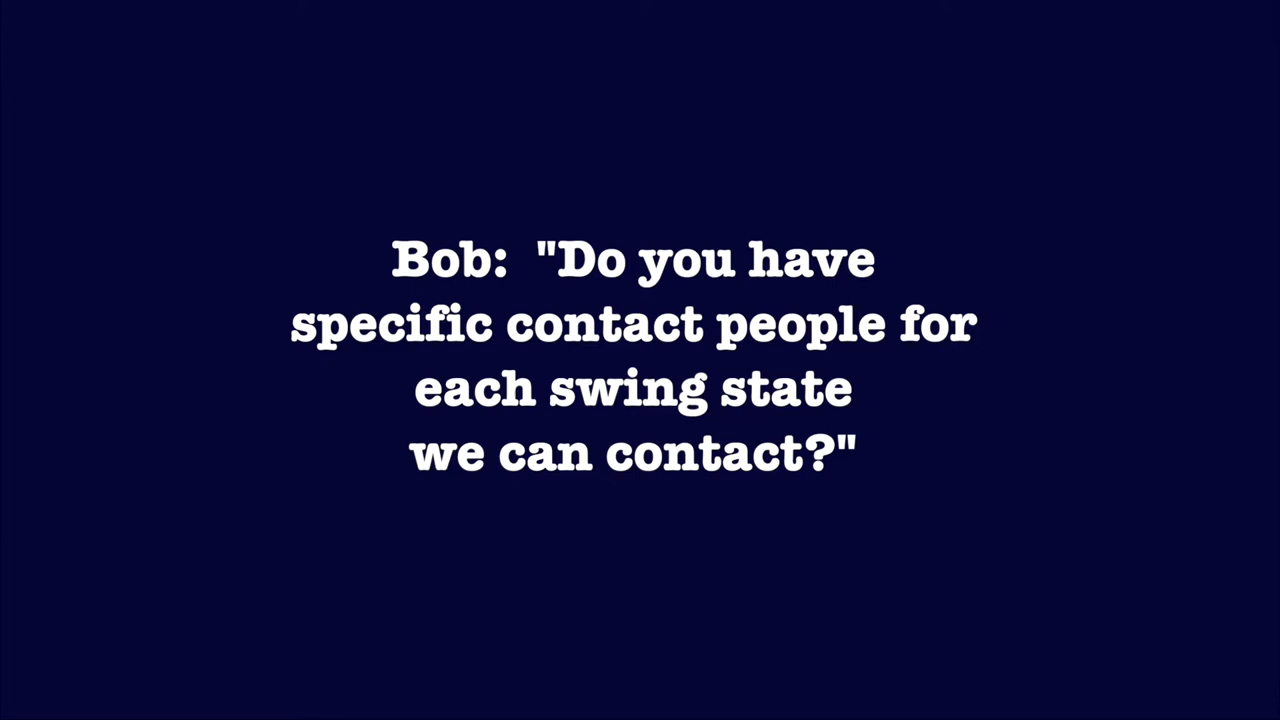 Bob:  "Do you have
specific contact people for
each swing state
we can contact?"